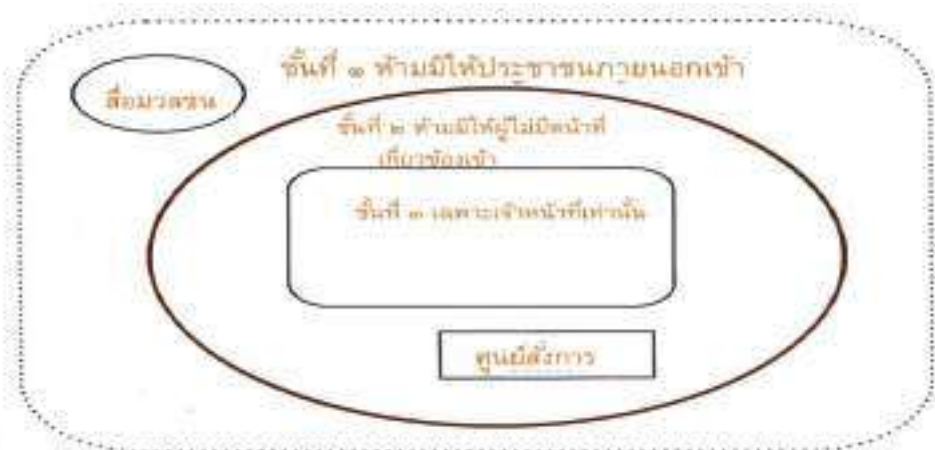 ชั้นที่ ๑ ห้ามมิให้ประชาชนภายนอกเข้า
สื่อมวลชน
ชั้นที่ ๒ ห้ามมิให้ผู้ไม่มีหน้าที่
เกี่ยวข้องเข้า
ชั้นที่ ๓ เฉพาะเจ้าหน้าที่เท่านั้น
ศูนย์สั่งการ